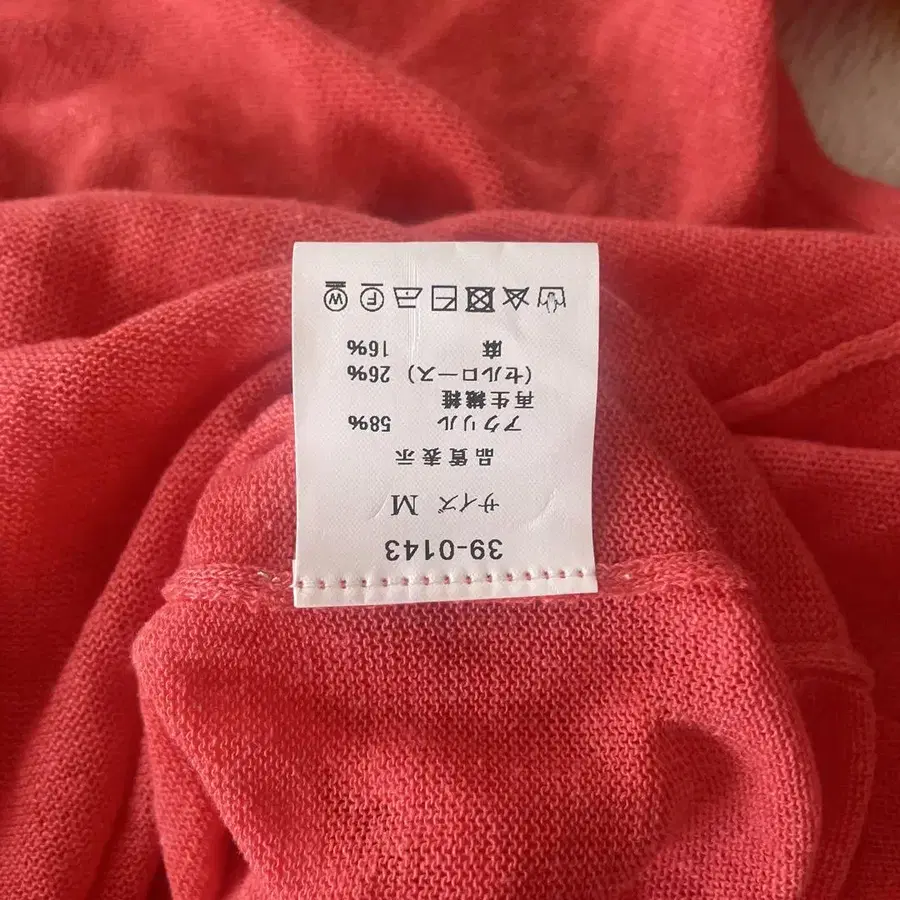 39-0143
サイズ M
品質表示
アクリル 58%
再生繊維
(セルロース) 26%
麻 16%
F W